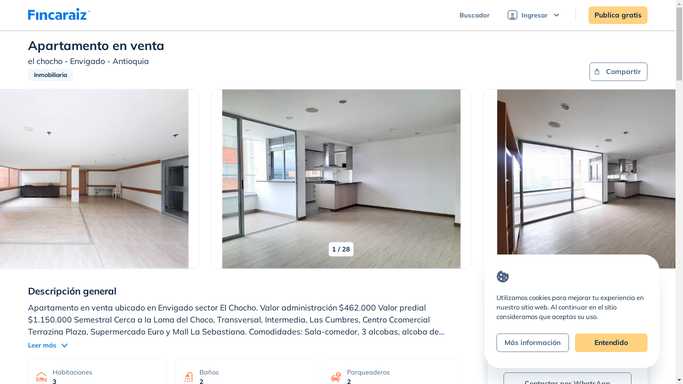 Fincaraiz
Buscador
Ingresar
Publica gratis
Apartamento en venta
el chocho - Envigado - Antioquia
Inmobiliaria
Compartir
1 / 28
Descripción general
Apartamento en venta ubicado en Envigado sector El Chocho. Valor administración $462.000 Valor predial
$1.150.000 Semestral Cerca a la Loma del Choco, Transversal, Intermedia, Las Cumbres, Centro Comercial
Terrazina Plaza, Supermercado Euro y Mall La Sebastiana. Comodidades: Sala-comedor, 3 alcobas, alcoba de...
Leer más
Habitaciones
3
Baños
2
Parqueaderos
2
Utilizamos cookies para mejorar tu experiencia en
nuestro sitio web. Al continuar en el sitio
consideramos que aceptas su uso.
Más información
Entendido
Contactar por WhatsApp